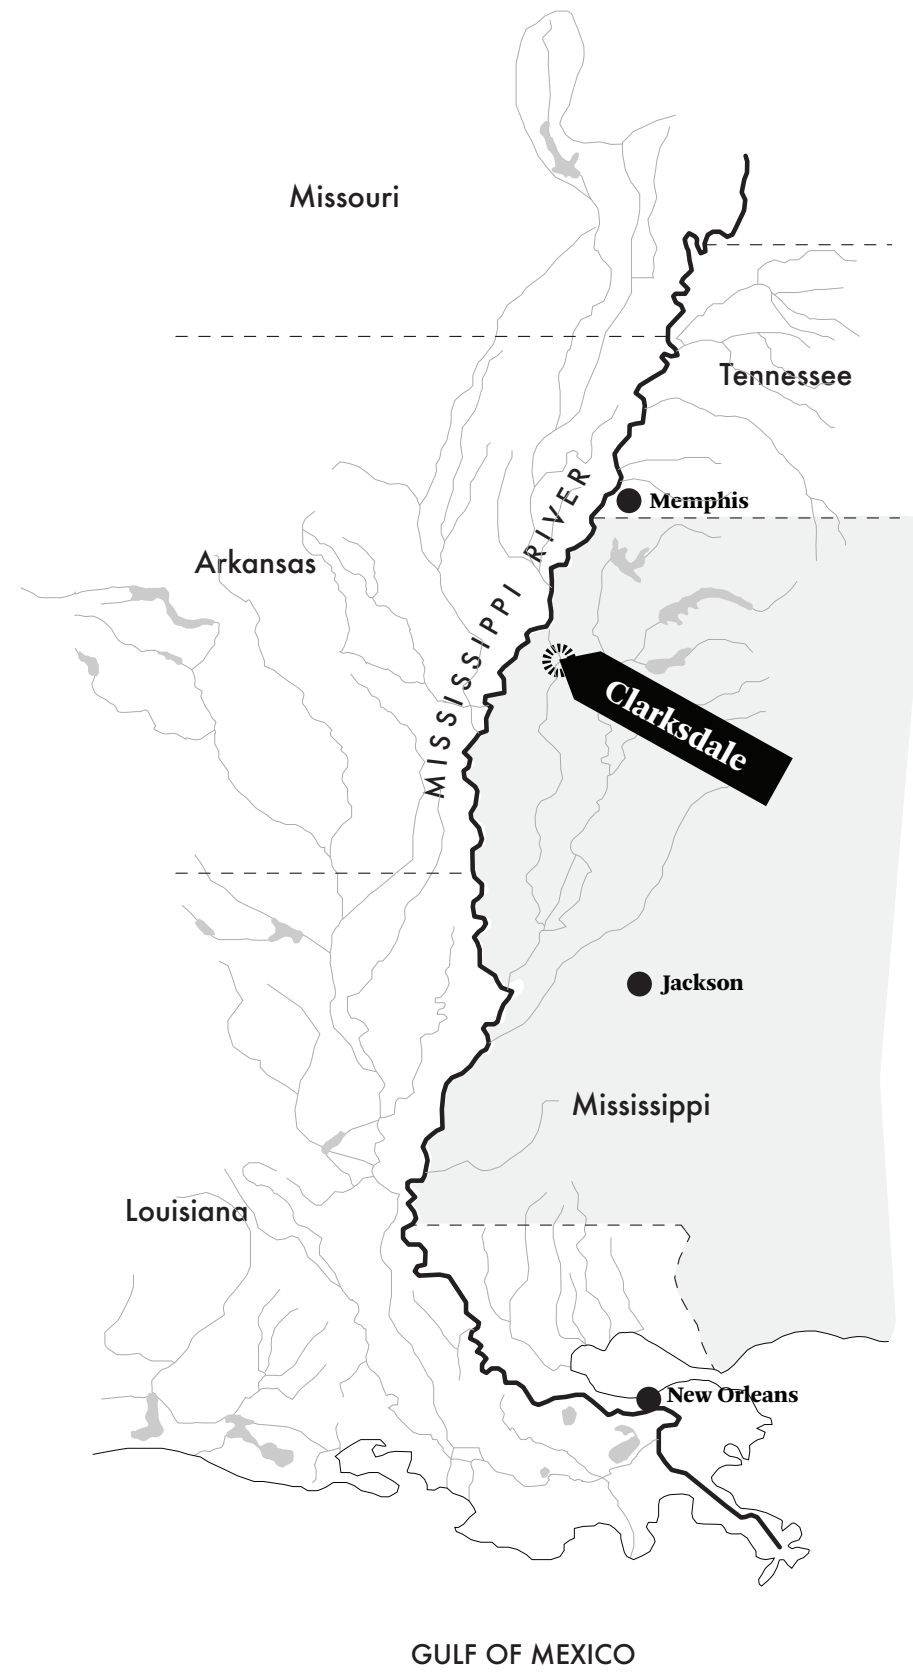 Missouri
Tennessee
Memphis
Arkansas
MISSISSIPPI RIVER
Clarksdale
Jackson
Mississippi
Louisiana
New Orleans
GULF OF MEXICO